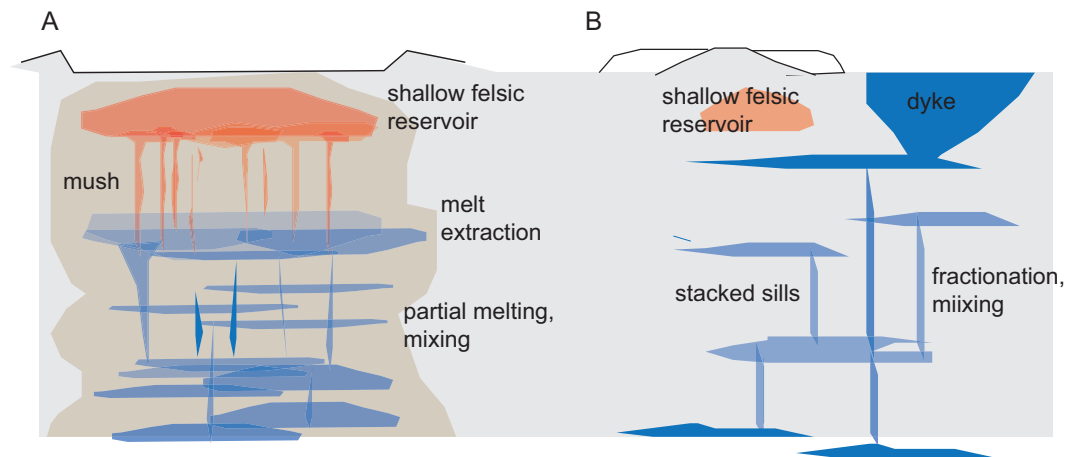 A
shallow felsic
reservoir
mush
melt
extraction
partial melting,
mixing
B
shallow felsic
reservoir
dyke
stacked sills
fractionation,
miixing